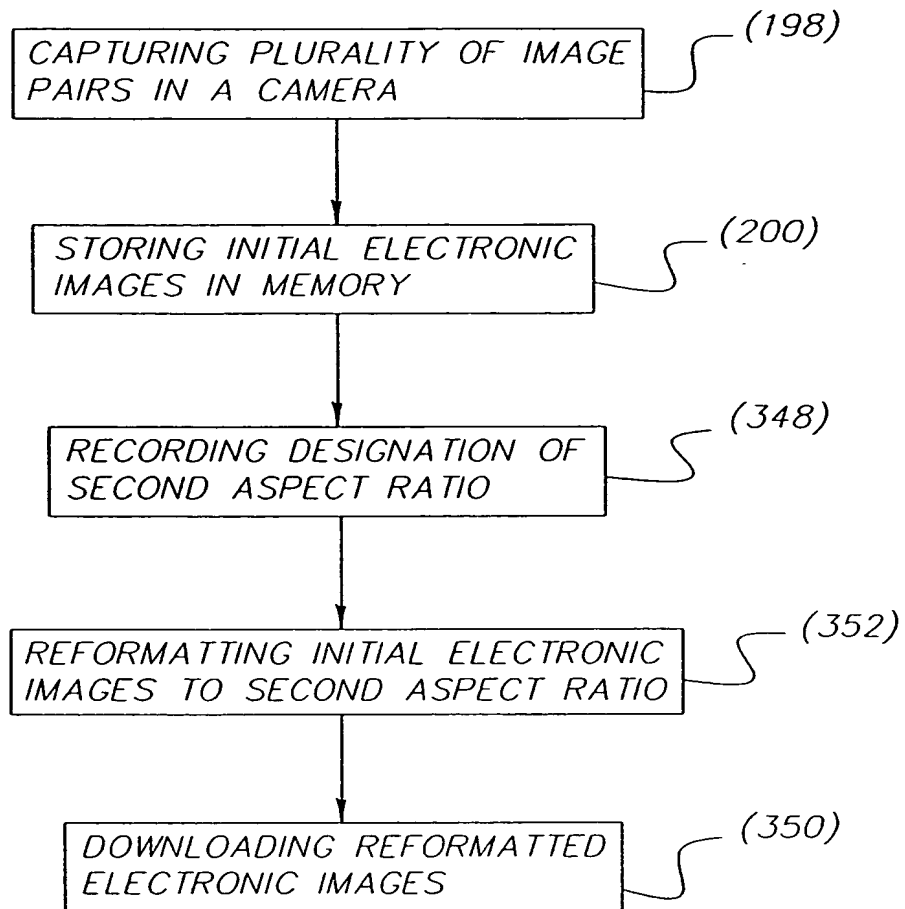 (198)
CAPTURING PLURALITY OF IMAGE
PAIRS IN A CAMERA
(200)
STORING INITIAL ELECTRONIC
IMAGES IN MEMORY
(348)
RECORDING DESIGNATION OF
SECOND ASPECT RATIO
(352)
REFORMATTING INITIAL ELECTRONIC
IMAGES TO SECOND ASPECT RATIO
(350)
DOWNLOADING REFORMATTED
ELECTRONIC IMAGES